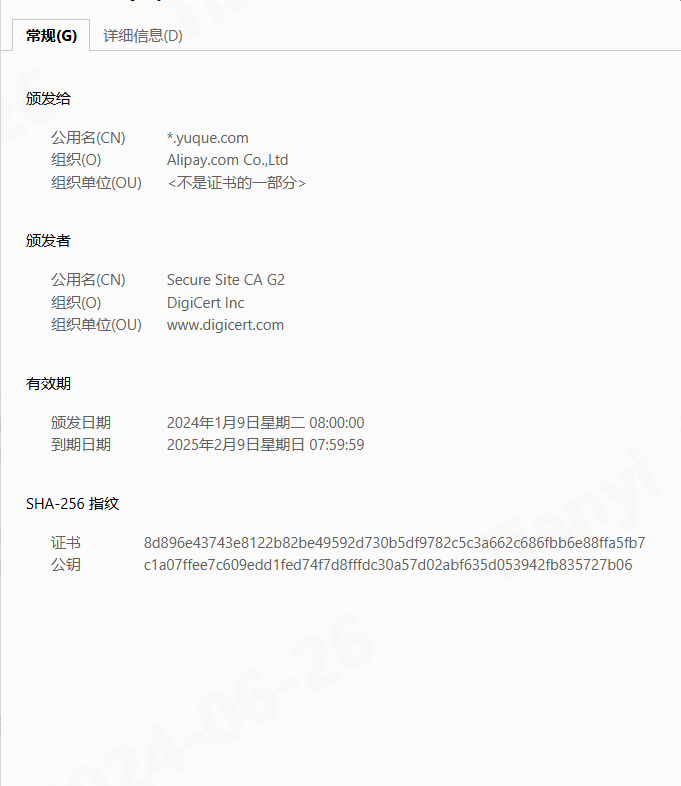 常规(G) 详细信息(D)
颁发给
公用名(CN) *.yuque.com
组织(O) Alipay.com Co.,Ltd
组织单位(OU) <不是证书的一部分>
颁发者
公用名(CN) Secure Site CA G2
组织(O) DigiCert Inc
组织单位(OU) www.digicert.com
有效期
颁发日期 2024年1月9日星期二 08:00:00
到期日期 2025年2月9日星期日 07:59:59
SHA-256 指纹
证书 8d896e43743e8122b82be49592d730b5df9782c5c3a662c686fbb6e88ffa5fb7
公钥 c1a07ffee7c609edd1fed74f7d8fffdc30a57d02abf635d053942fb835727b06
2024-06-26